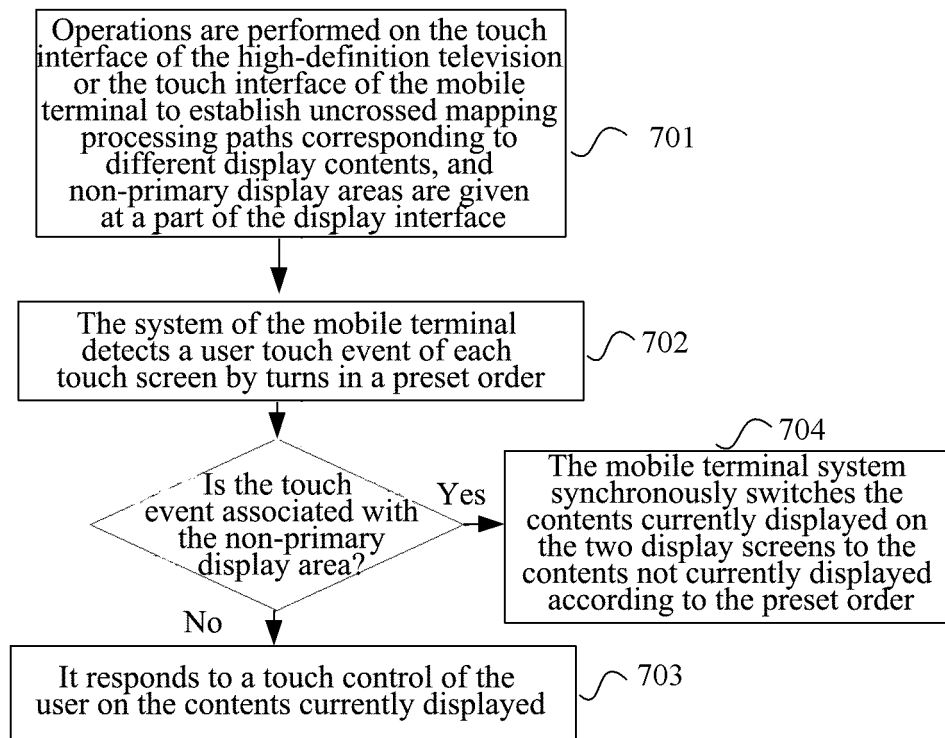 Operations are performed on the touch
interface of the high-definition television
or the touch interface of the mobile
terminal to establish uncrossed mapping
processing paths corresponding to
different display contents, and
non-primary display areas are given
at a part of the display interface
701
The system of the mobile terminal
detects a user touch event of each
touch screen by turns in a preset order
702
Is the touch
event associated with
the non-primary
display area?
Yes
704
The mobile terminal system
synchronously switches the
contents currently displayed on
the two display screens to the
contents not currently displayed
according to the preset order
No
It responds to a touch control of the
user on the contents currently displayed
703